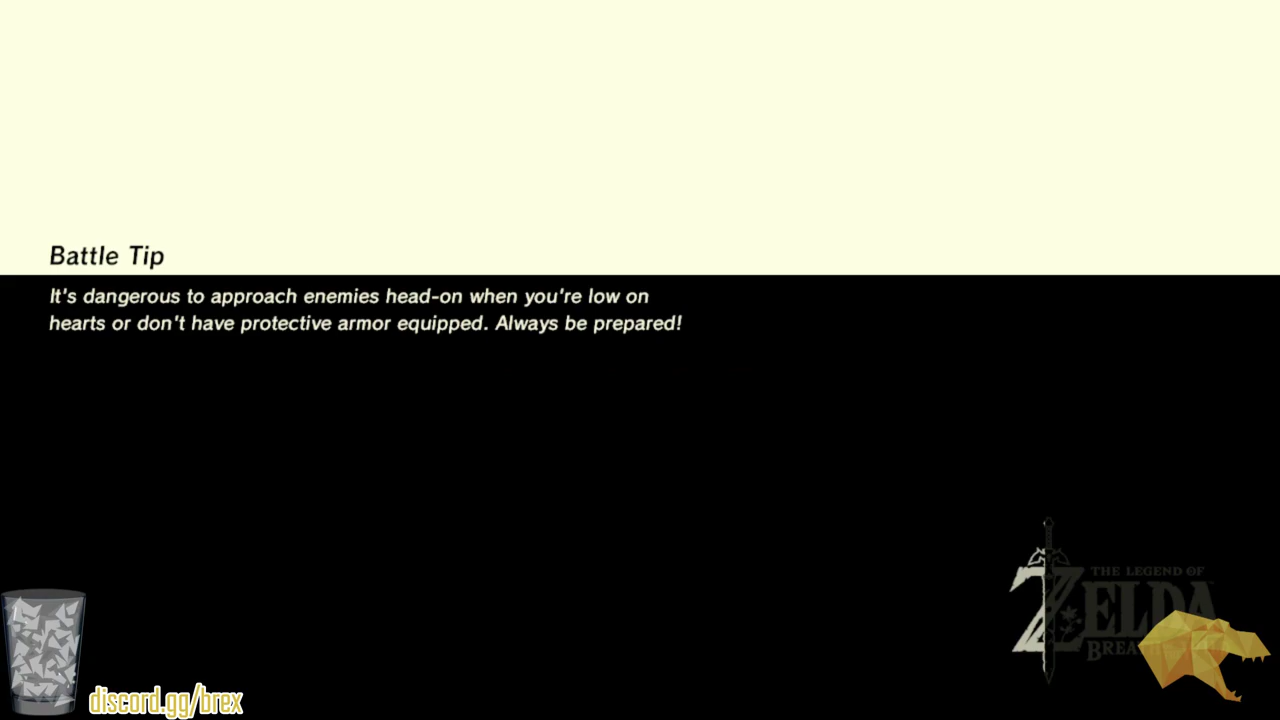 Battle Tip
It's dangerous to approach enemies head-on when you're low on
hearts or don't have protective armor equipped. Always be prepared!
THE LEGEND OF
ZELDA
discord.gg/brex